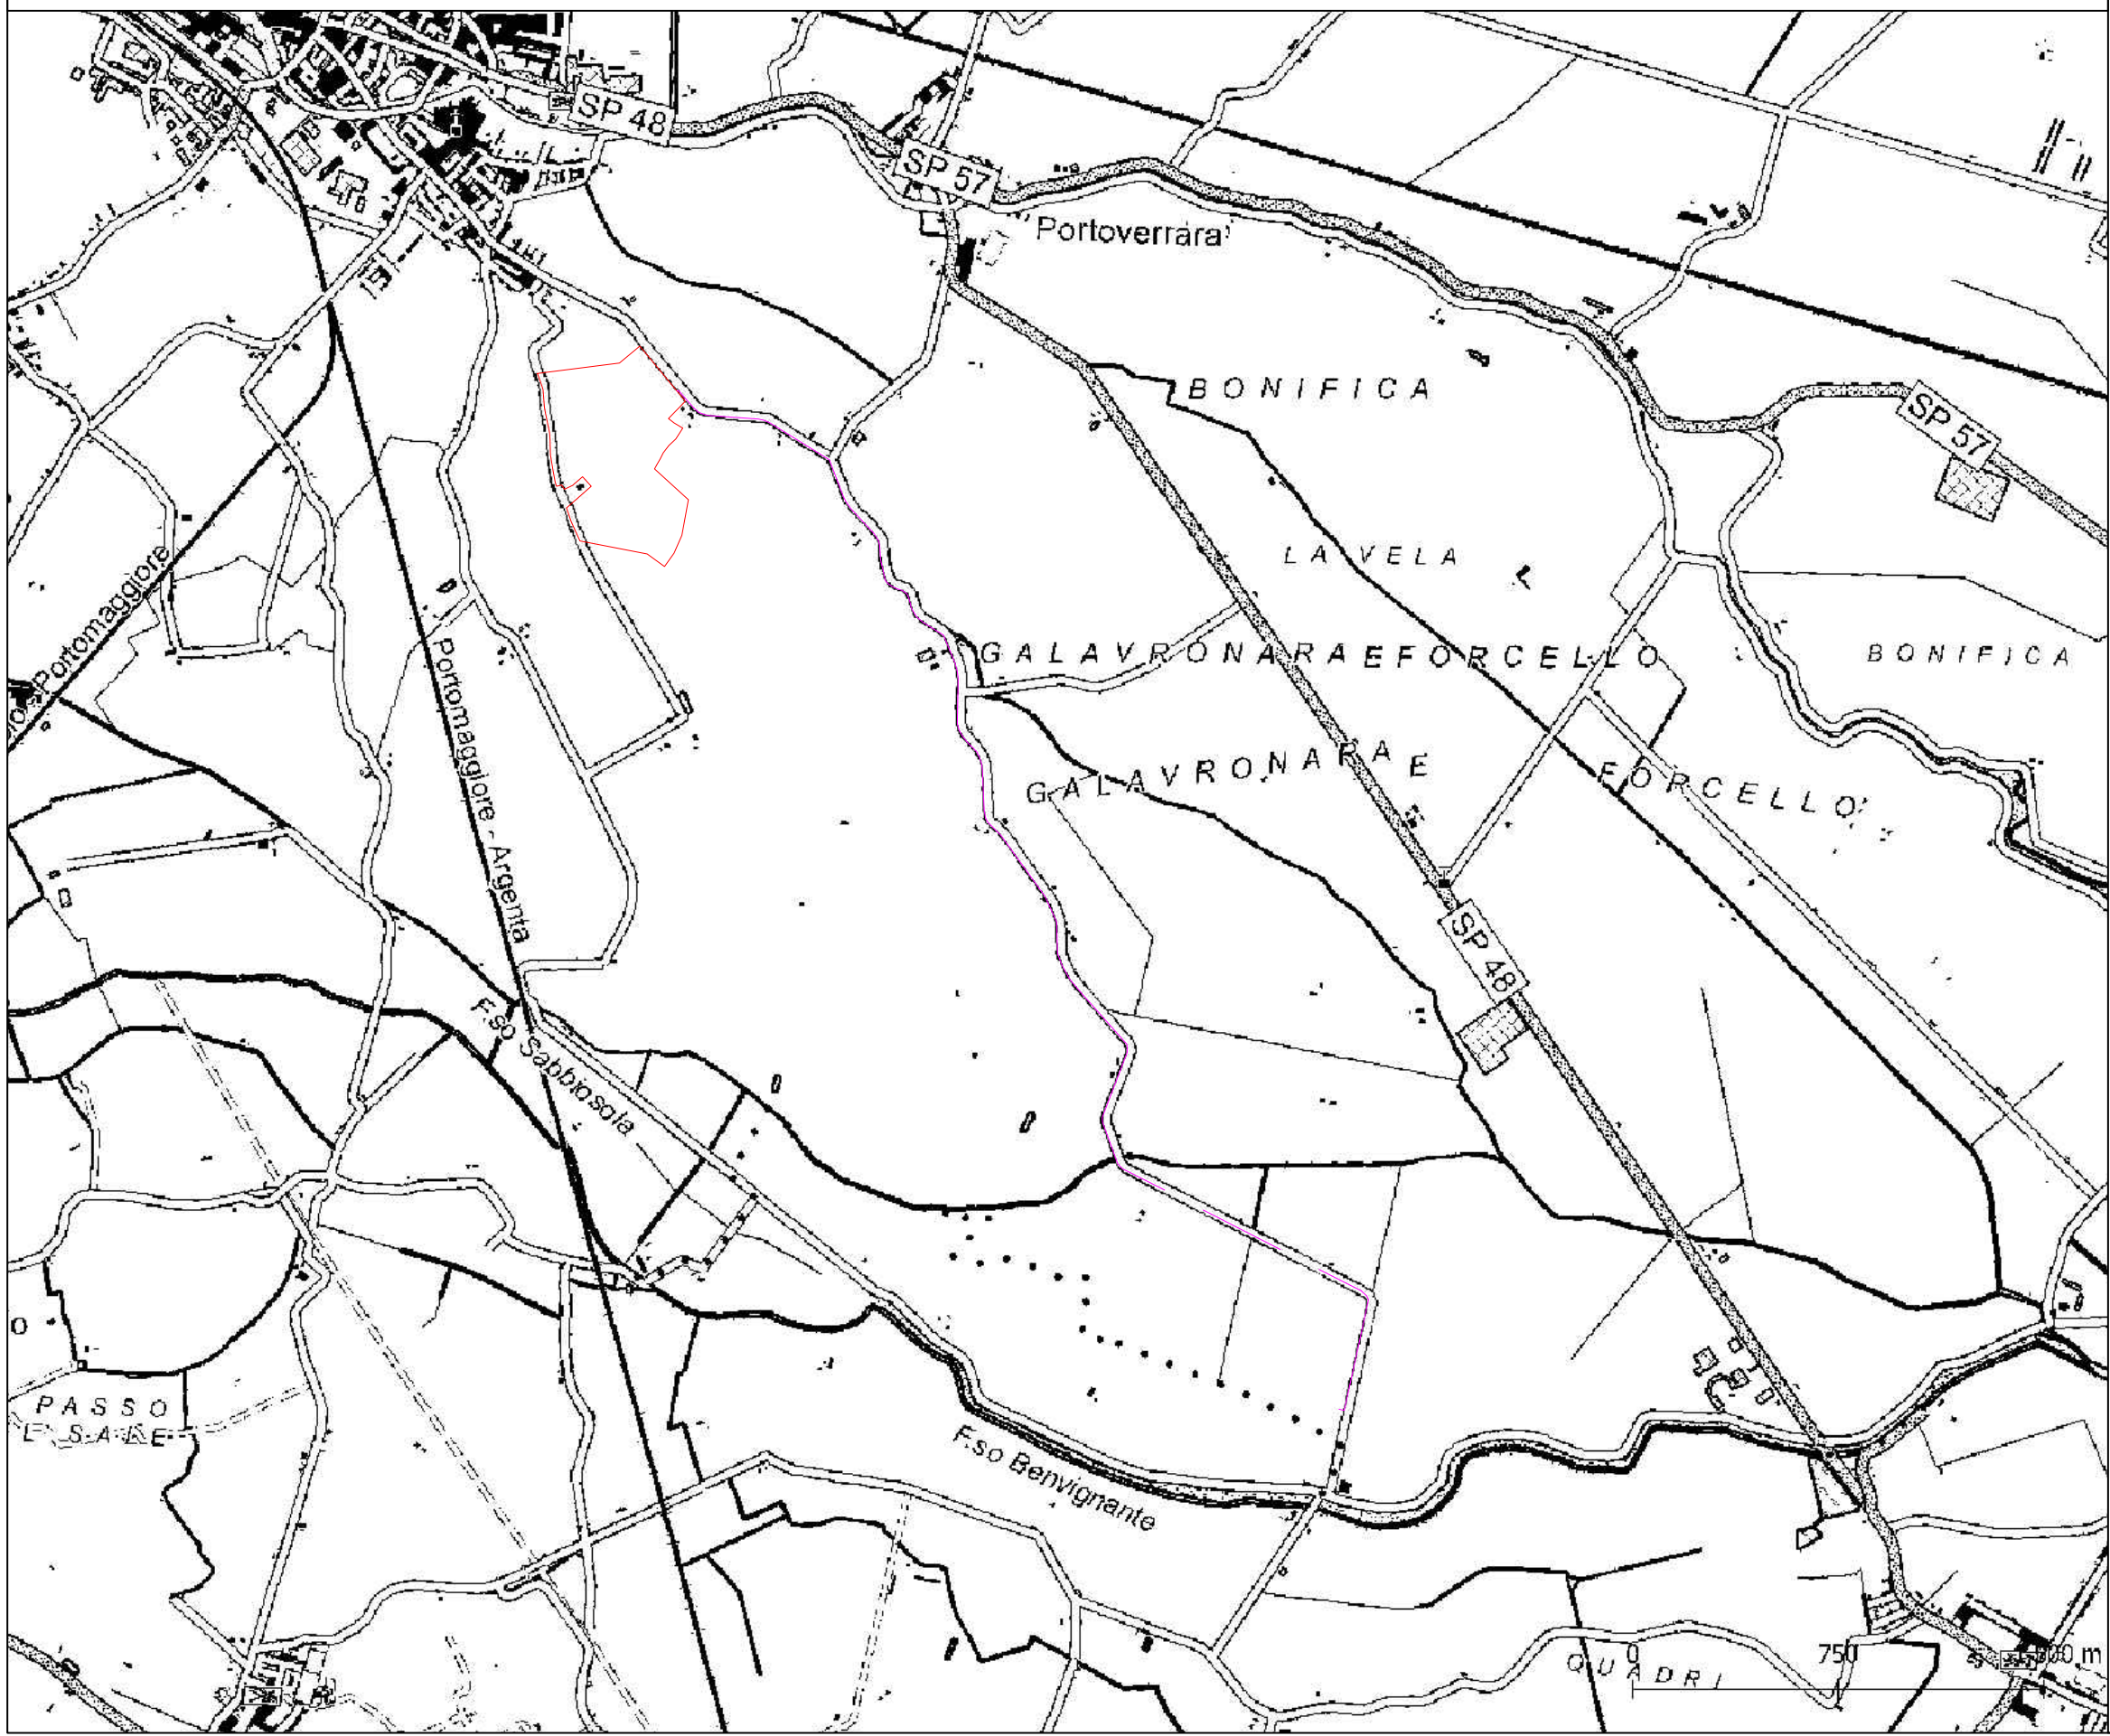 SP 48
SP 57
Portoverrara
BONIFICA
SP 57
LA VELA
Portomaggiore
GALAVRONARAEFORCELLO
BONIFICA
Portomaggiore - Argenta
GALAVRONARA E
FORCELLO
SP 48
F.so Sabbiosola
O
PASSO
L SALE
F.so Benvignante
QUADRI
0 750 m